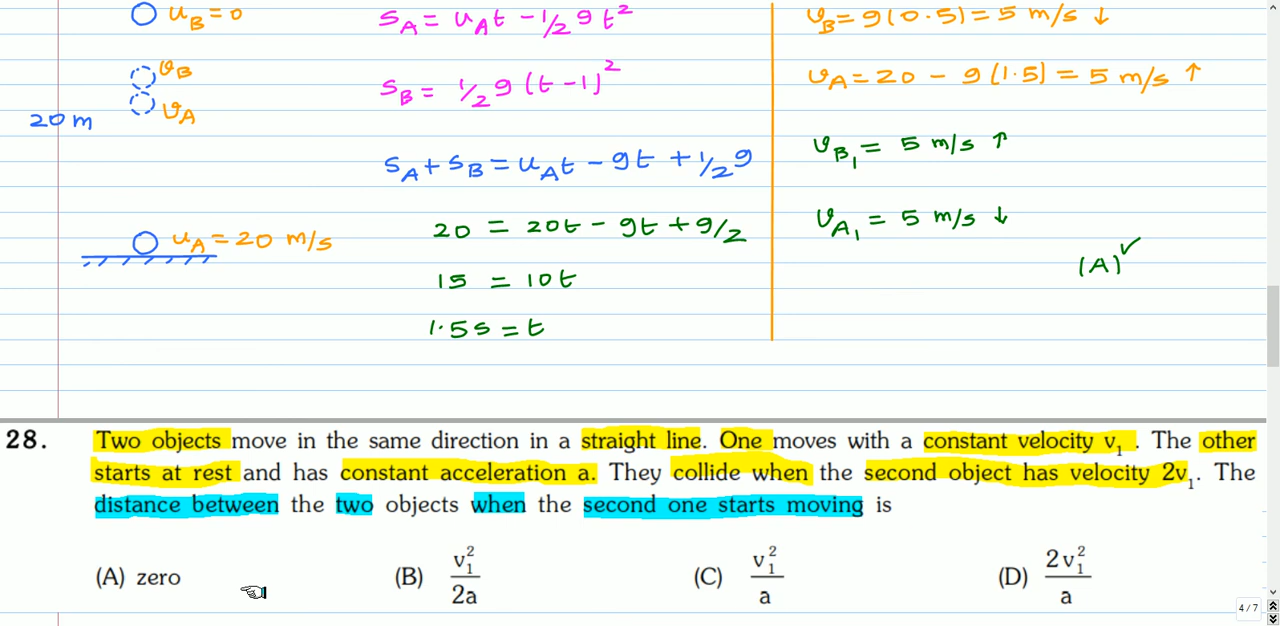 u_B = 0
v_B
v_A
20 m
u_A = 20 m/s
s_A = u_A t - 1/2 g t²
s_B = 1/2 g (t - 1)²
s_A + s_B = u_A t - gt + 1/2 g
20 = 20t - gt + g/2
15 = 10t
1.5 s = t
v_B = g(0.5) = 5 m/s ↓
v_A = 20 - g(1.5) = 5 m/s ↑
v_B₁ = 5 m/s ↑
v_A₁ = 5 m/s ↓
(A) ✓
28. Two objects move in the same direction in a straight line. One moves with a constant velocity v₁ . The other
starts at rest and has constant acceleration a. They collide when the second object has velocity 2v₁. The
distance between the two objects when the second one starts moving is
(A) zero (B) v₁²/2a (C) v₁²/a (D) 2v₁²/a
4 / 7